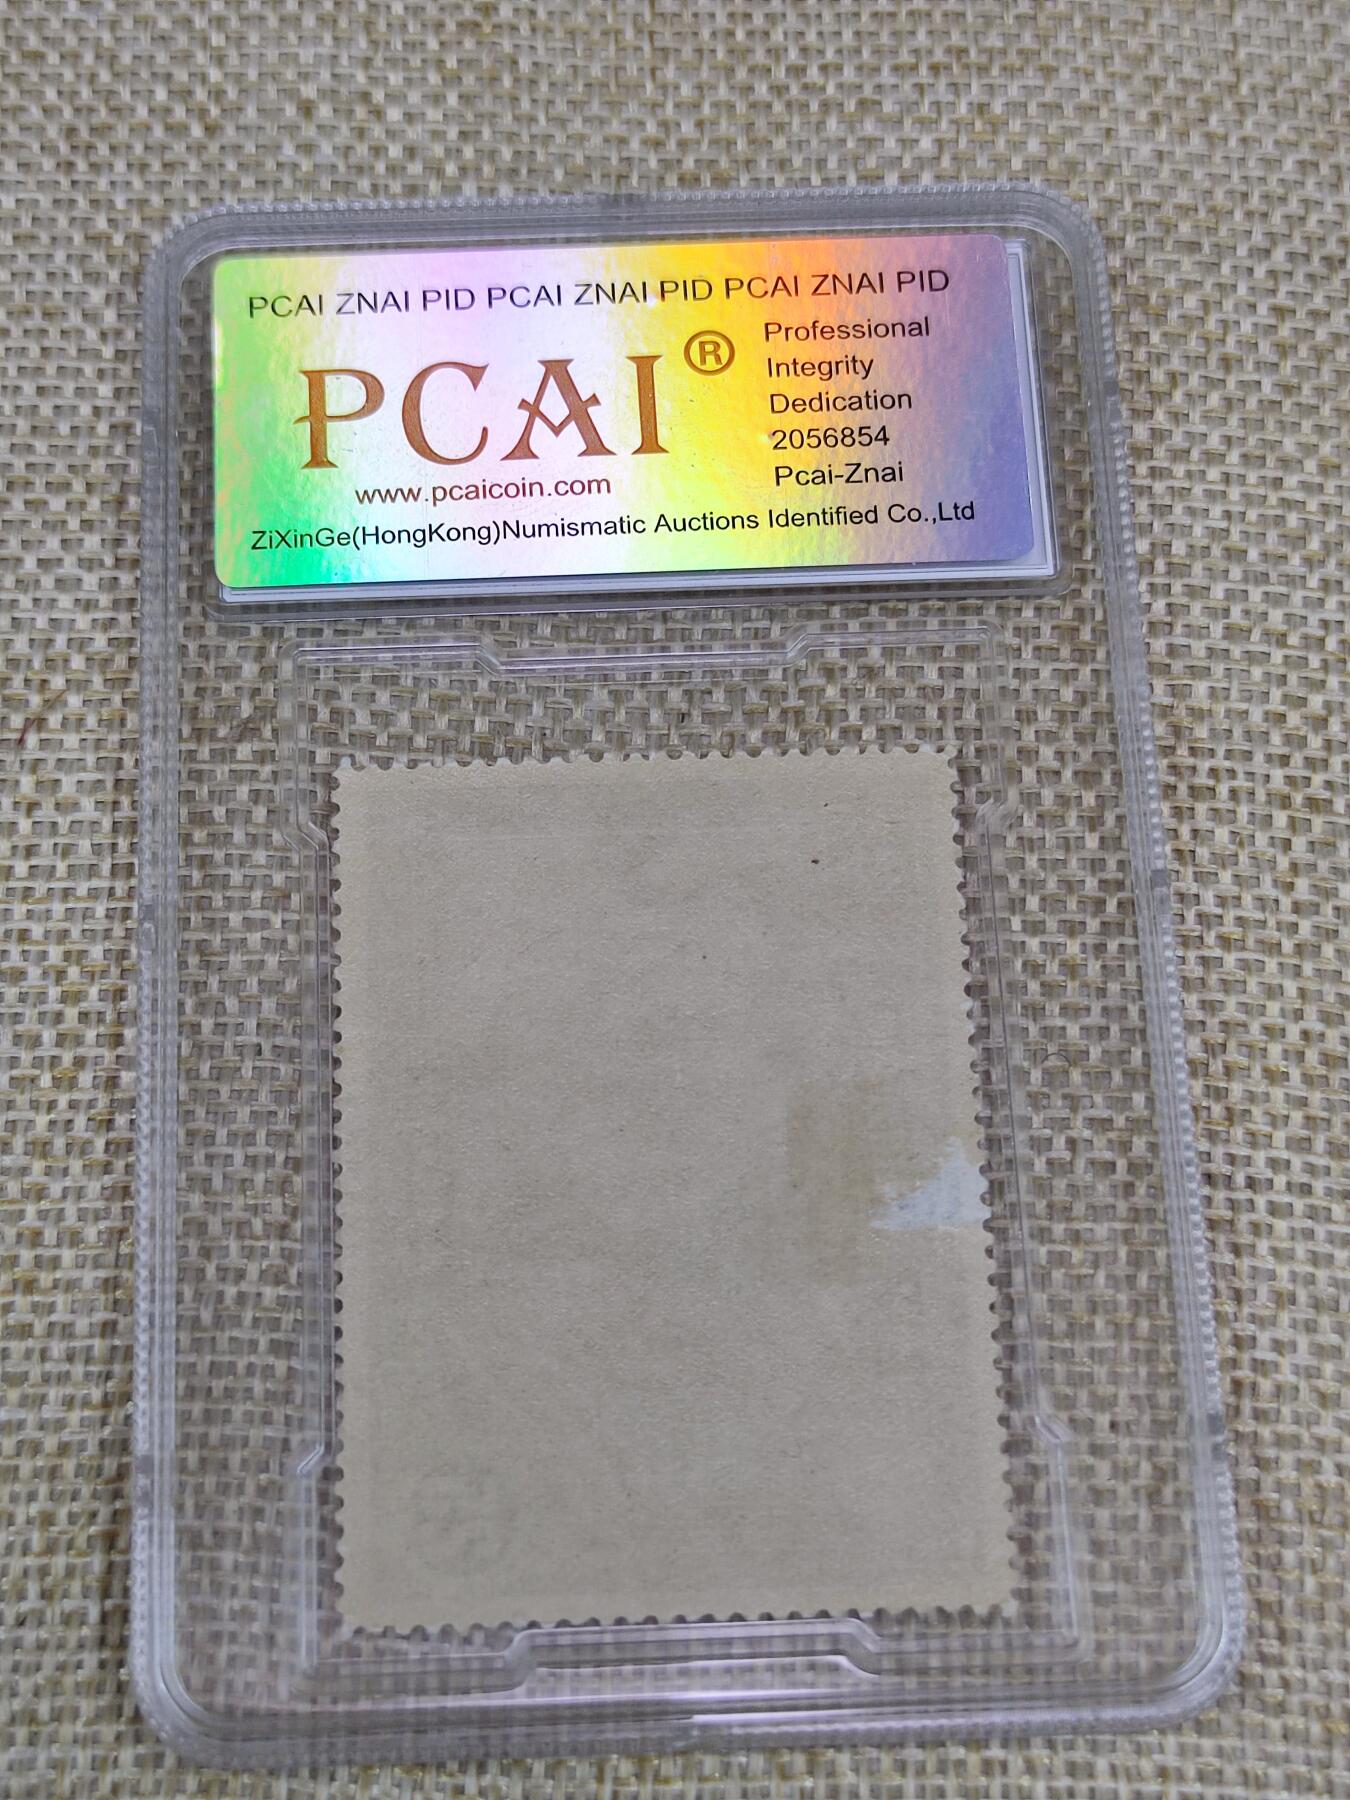 PCAI ZNAI PID PCAI ZNAI PID PCAI ZNAI PID
PCAI®
www.pcaicoin.com
Professional
Integrity
Dedication
2056854
Pcai-Znai
ZiXinGe(HongKong)Numismatic Auctions Identified Co.,Ltd